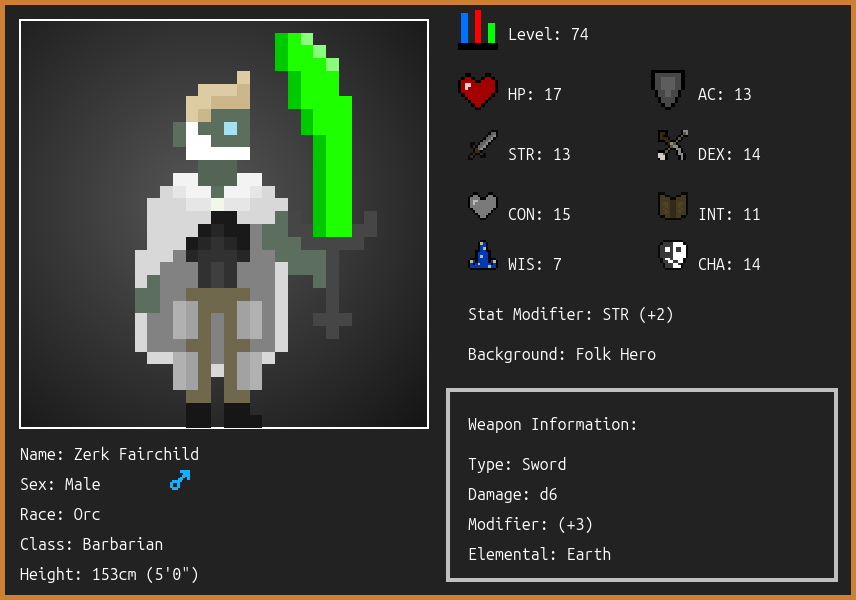 Level: 74
HP: 17
AC: 13
STR: 13
DEX: 14
CON: 15
INT: 11
WIS: 7
CHA: 14
Stat Modifier: STR (+2)
Background: Folk Hero
Weapon Information:
Type: Sword
Damage: d6
Modifier: (+3)
Elemental: Earth
Name: Zerk Fairchild
Sex: Male
Race: Orc
Class: Barbarian
Height: 153cm (5'0")